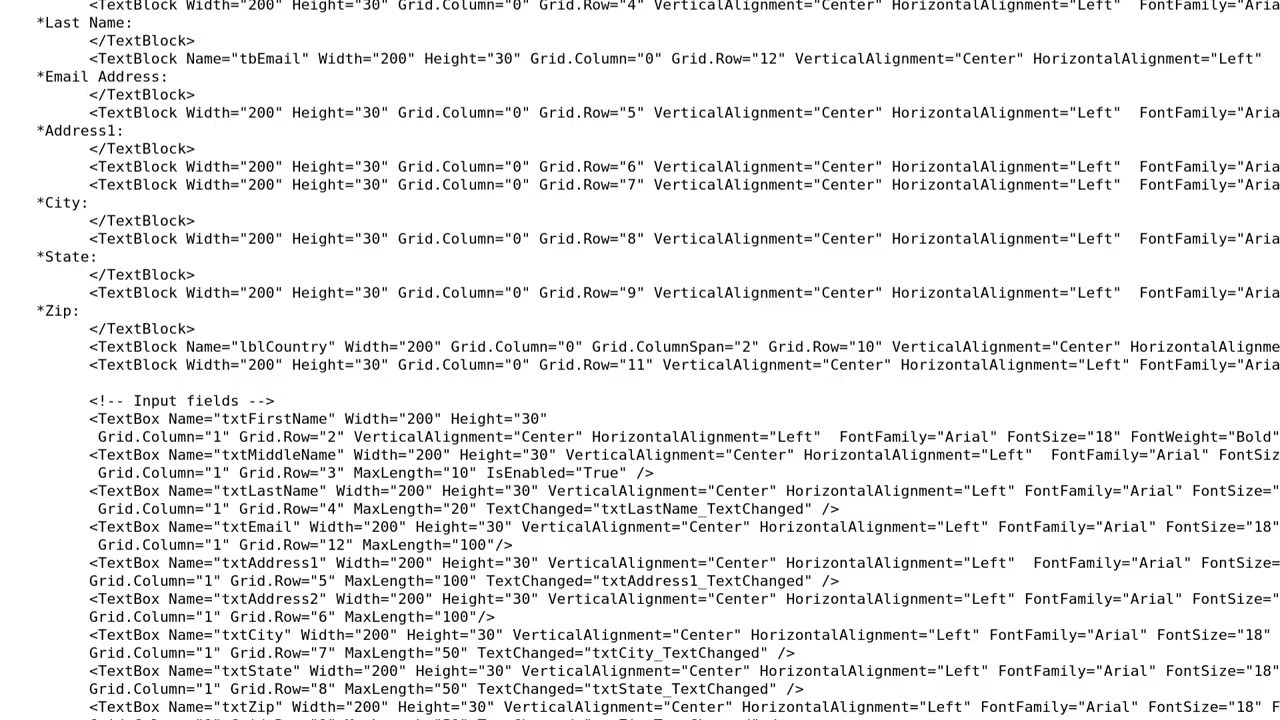 <TextBlock Width="200" Height="30" Grid.Column="0" Grid.Row="4" VerticalAlignment="Center" HorizontalAlignment="Left"  FontFamily="Aria
*Last Name:
</TextBlock>
<TextBlock Name="tbEmail" Width="200" Height="30" Grid.Column="0" Grid.Row="12" VerticalAlignment="Center" HorizontalAlignment="Left"
*Email Address:
</TextBlock>
<TextBlock Width="200" Height="30" Grid.Column="0" Grid.Row="5" VerticalAlignment="Center" HorizontalAlignment="Left"  FontFamily="Aria
*Address1:
</TextBlock>
<TextBlock Width="200" Height="30" Grid.Column="0" Grid.Row="6" VerticalAlignment="Center" HorizontalAlignment="Left"  FontFamily="Aria
<TextBlock Width="200" Height="30" Grid.Column="0" Grid.Row="7" VerticalAlignment="Center" HorizontalAlignment="Left"  FontFamily="Aria
*City:
</TextBlock>
<TextBlock Width="200" Height="30" Grid.Column="0" Grid.Row="8" VerticalAlignment="Center" HorizontalAlignment="Left"  FontFamily="Aria
*State:
</TextBlock>
<TextBlock Width="200" Height="30" Grid.Column="0" Grid.Row="9" VerticalAlignment="Center" HorizontalAlignment="Left"  FontFamily="Aria
*Zip:
</TextBlock>
<TextBlock Name="lblCountry" Width="200" Grid.Column="0" Grid.ColumnSpan="2" Grid.Row="10" VerticalAlignment="Center" HorizontalAlignme
<TextBlock Width="200" Height="30" Grid.Column="0" Grid.Row="11" VerticalAlignment="Center" HorizontalAlignment="Left" FontFamily="Aria
<!-- Input fields -->
<TextBox Name="txtFirstName" Width="200" Height="30"
Grid.Column="1" Grid.Row="2" VerticalAlignment="Center" HorizontalAlignment="Left"  FontFamily="Arial" FontSize="18" FontWeight="Bold"
<TextBox Name="txtMiddleName" Width="200" Height="30" VerticalAlignment="Center" HorizontalAlignment="Left"  FontFamily="Arial" FontSiz
Grid.Column="1" Grid.Row="3" MaxLength="10" IsEnabled="True" />
<TextBox Name="txtLastName" Width="200" Height="30" VerticalAlignment="Center" HorizontalAlignment="Left" FontFamily="Arial" FontSize="
Grid.Column="1" Grid.Row="4" MaxLength="20" TextChanged="txtLastName_TextChanged" />
<TextBox Name="txtEmail" Width="200" Height="30" VerticalAlignment="Center" HorizontalAlignment="Left" FontFamily="Arial" FontSize="18"
Grid.Column="1" Grid.Row="12" MaxLength="100"/>
<TextBox Name="txtAddress1" Width="200" Height="30" VerticalAlignment="Center" HorizontalAlignment="Left"  FontFamily="Arial" FontSize=
Grid.Column="1" Grid.Row="5" MaxLength="100" TextChanged="txtAddress1_TextChanged" />
<TextBox Name="txtAddress2" Width="200" Height="30" VerticalAlignment="Center" HorizontalAlignment="Left" FontFamily="Arial" FontSize="
Grid.Column="1" Grid.Row="6" MaxLength="100"/>
<TextBox Name="txtCity" Width="200" Height="30" VerticalAlignment="Center" HorizontalAlignment="Left" FontFamily="Arial" FontSize="18"
Grid.Column="1" Grid.Row="7" MaxLength="50" TextChanged="txtCity_TextChanged" />
<TextBox Name="txtState" Width="200" Height="30" VerticalAlignment="Center" HorizontalAlignment="Left" FontFamily="Arial" FontSize="18"
Grid.Column="1" Grid.Row="8" MaxLength="50" TextChanged="txtState_TextChanged" />
<TextBox Name="txtZip" Width="200" Height="30" VerticalAlignment="Center" HorizontalAlignment="Left" FontFamily="Arial" FontSize="18" F